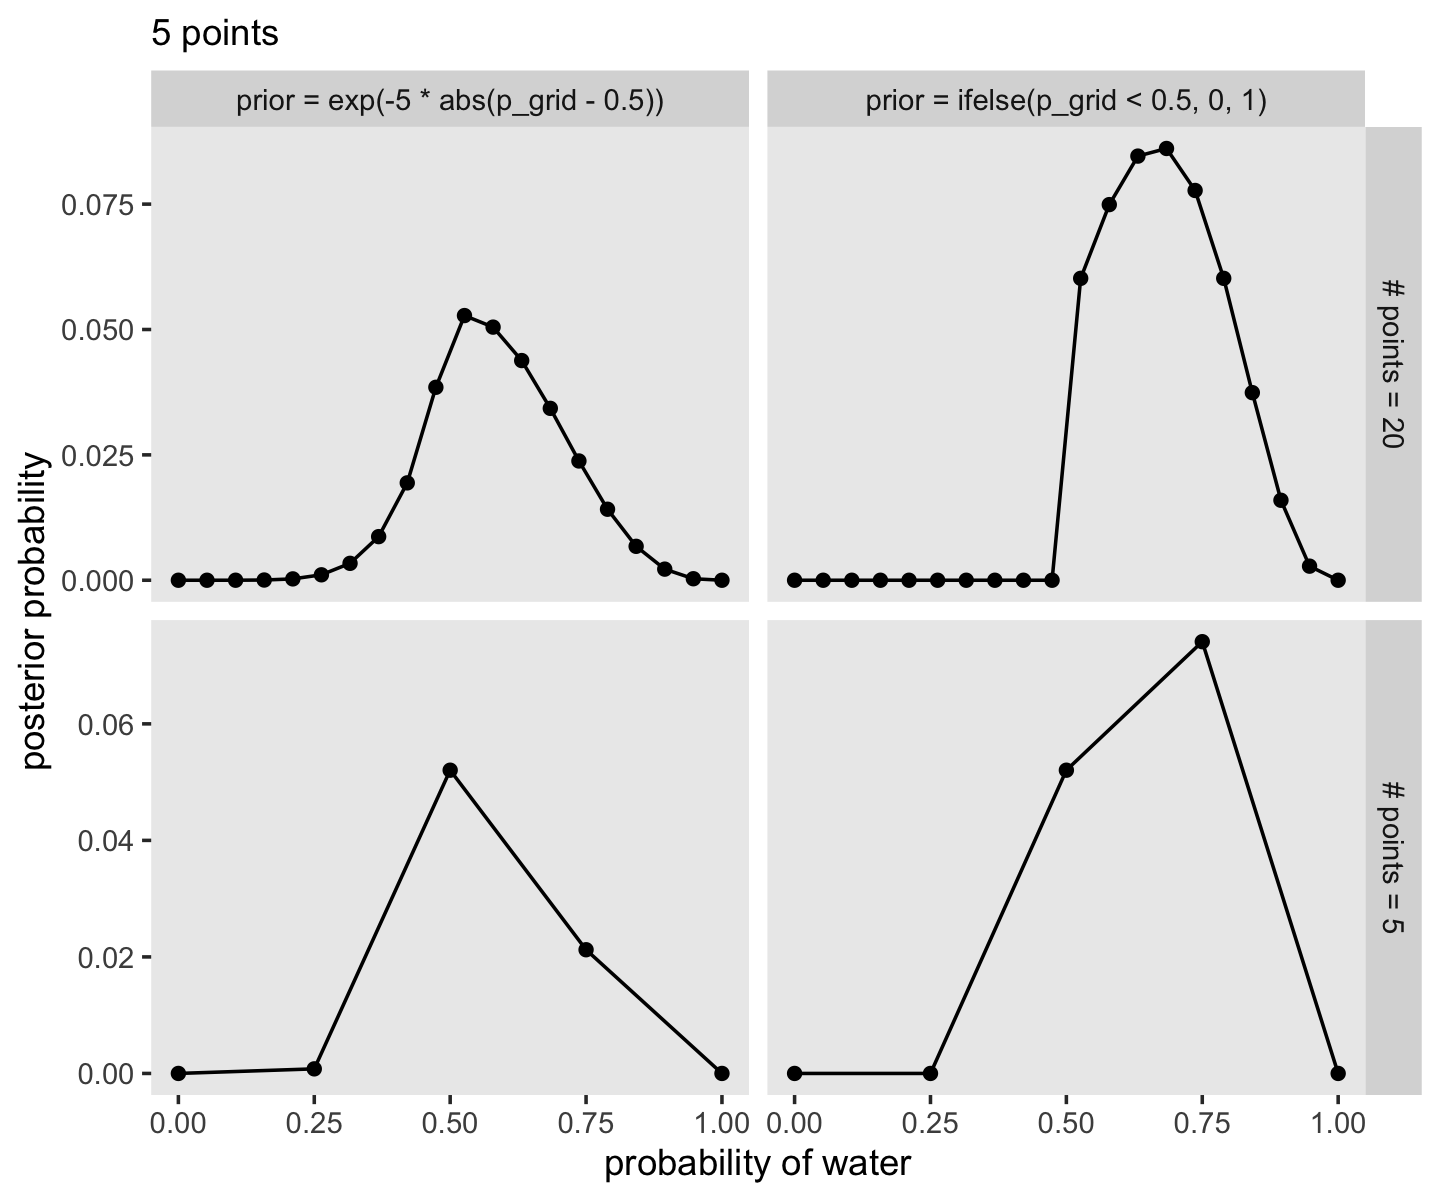 5 points
prior = exp(-5 * abs(p_grid - 0.5))
prior = ifelse(p_grid < 0.5, 0, 1)
0.075
0.050
0.025
0.000
# points = 20
posterior probability
0.06
0.04
0.02
0.00
# points = 5
0.00 0.25 0.50 0.75 1.00
0.00 0.25 0.50 0.75 1.00
probability of water